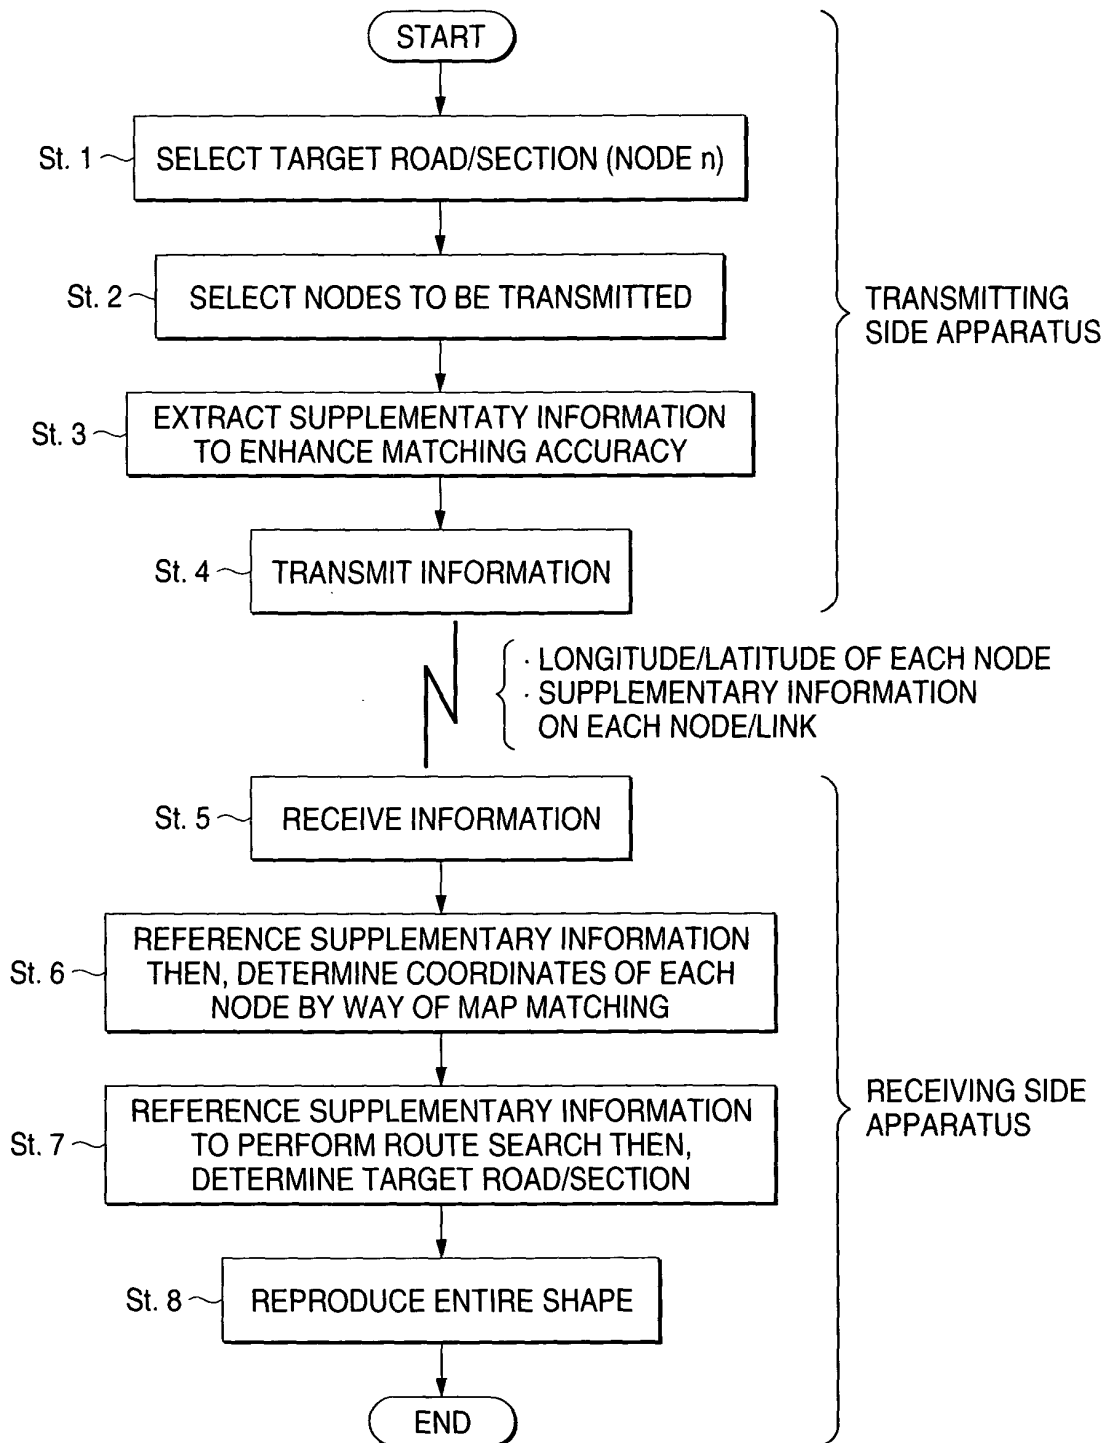 START
St. 1
SELECT TARGET ROAD/SECTION (NODE n)
St. 2
SELECT NODES TO BE TRANSMITTED
TRANSMITTING
SIDE APPARATUS
St. 3
EXTRACT SUPPLEMENTATY INFORMATION
TO ENHANCE MATCHING ACCURACY
St. 4
TRANSMIT INFORMATION
· LONGITUDE/LATITUDE OF EACH NODE
· SUPPLEMENTARY INFORMATION
ON EACH NODE/LINK
St. 5
RECEIVE INFORMATION
St. 6
REFERENCE SUPPLEMENTARY INFORMATION
THEN, DETERMINE COORDINATES OF EACH
NODE BY WAY OF MAP MATCHING
RECEIVING SIDE
APPARATUS
St. 7
REFERENCE SUPPLEMENTARY INFORMATION
TO PERFORM ROUTE SEARCH THEN,
DETERMINE TARGET ROAD/SECTION
St. 8
REPRODUCE ENTIRE SHAPE
END